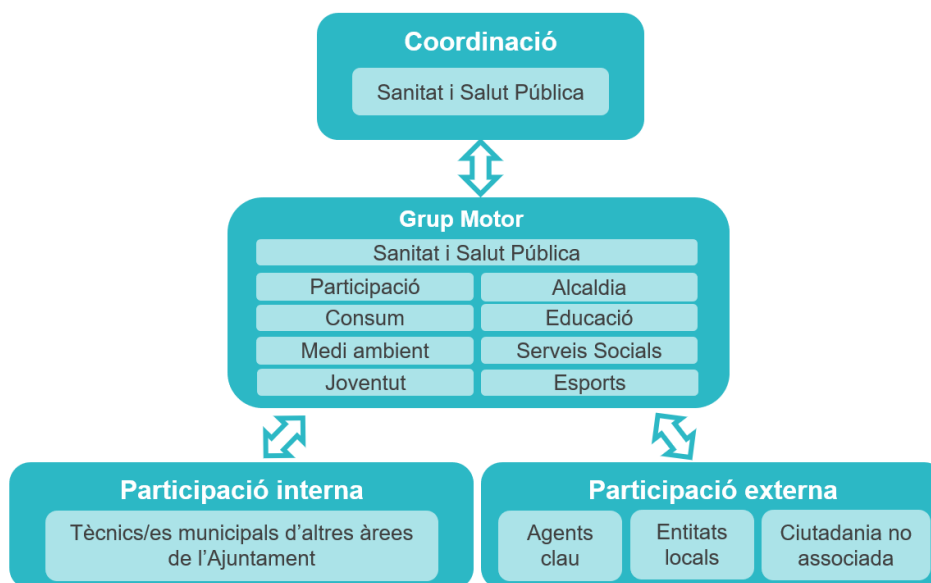 Coordinació
Sanitat i Salut Pública
Grup Motor
Sanitat i Salut Pública
Participació
Alcaldia
Consum
Educació
Medi ambient
Serveis Socials
Joventut
Esports
Participació interna
Tècnics/es municipals d’altres àrees
de l’Ajuntament
Participació externa
Agents
clau
Entitats
locals
Ciutadania no
associada